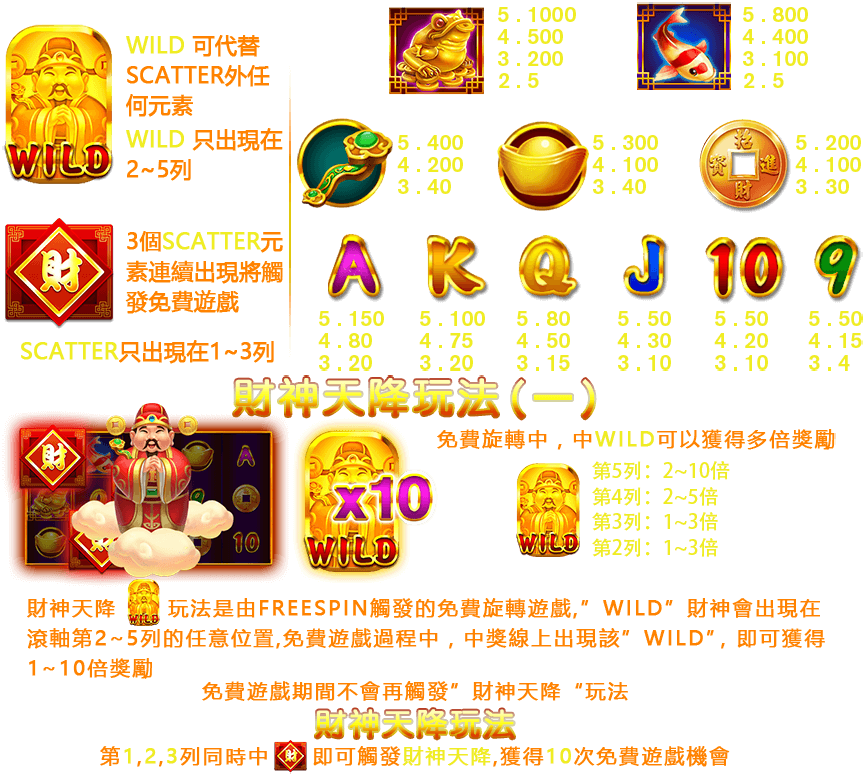 WILD 可代替
SCATTER外任
何元素
WILD 只出現在
2~5列
WILD
5 . 1000
4 . 500
3 . 200
2 . 5
5 . 800
4 . 400
3 . 100
2 . 5
5 . 400
4 . 200
3 . 40
5 . 300
4 . 100
3 . 40
招
寶 進
財
5 . 200
4 . 100
3 . 30
財
3個SCATTER元
素連續出現將觸
發免費遊戲
SCATTER只出現在1~3列
A K Q J 10 9
5 . 150
4 . 80
3 . 20
5 . 100
4 . 75
3 . 20
5 . 80
4 . 50
3 . 15
5 . 50
4 . 30
3 . 10
5 . 50
4 . 20
3 . 10
5 . 50
4 . 15
3 . 4
財神天降玩法(一)
財
A
10
x10
WILD
免費旋轉中，中WILD可以獲得多倍獎勵
WILD
第5列：2~10倍
第4列：2~5倍
第3列：1~3倍
第2列：1~3倍
財神天降 WILD 玩法是由FREESPIN觸發的免費旋轉遊戲,”WILD”財神會出現在
滾軸第2~5列的任意位置,免費遊戲過程中，中獎線上出現該”WILD”, 即可獲得
1~10倍獎勵
免費遊戲期間不會再觸發”財神天降“玩法
財神天降玩法
第1,2,3列同時中 財 即可觸發財神天降,獲得10次免費遊戲機會